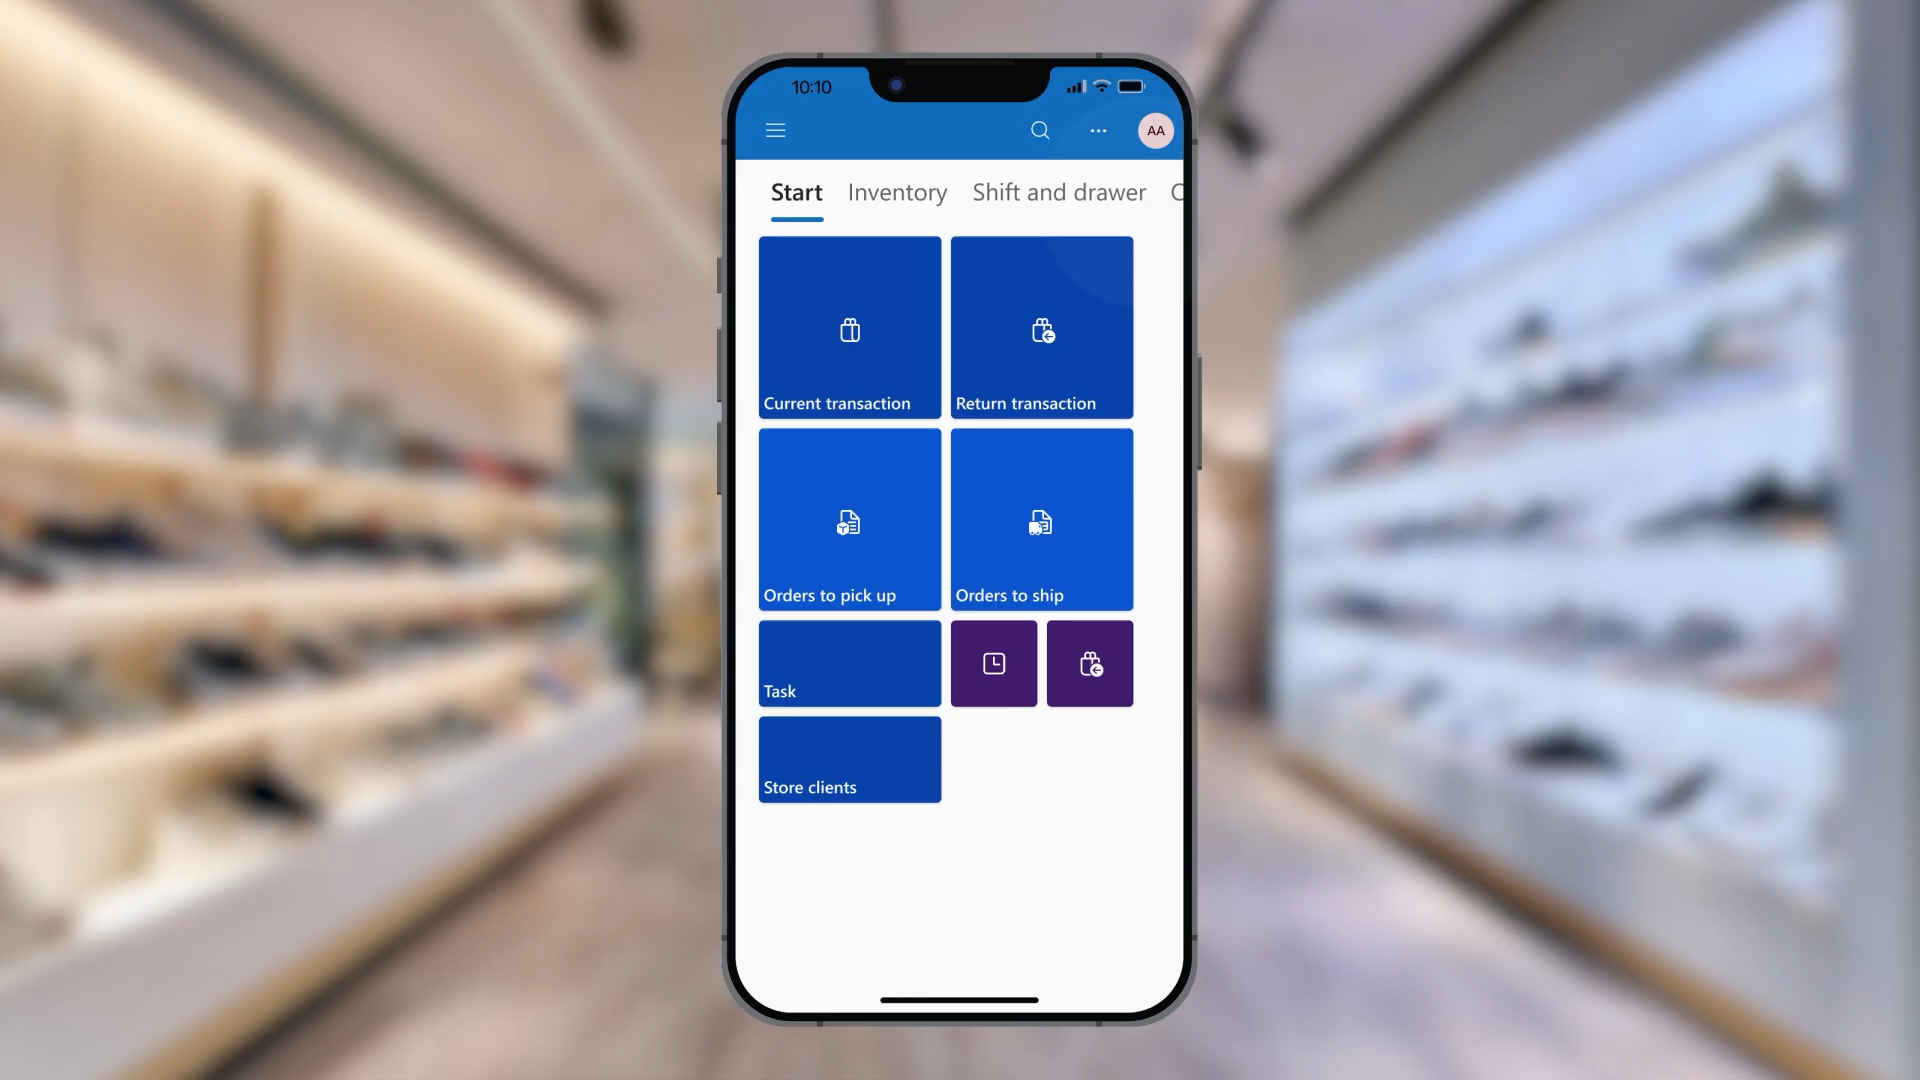 10:10
AA
Start Inventory Shift and drawer
Current transaction
Return transaction
Orders to pick up
Orders to ship
Task
Store clients